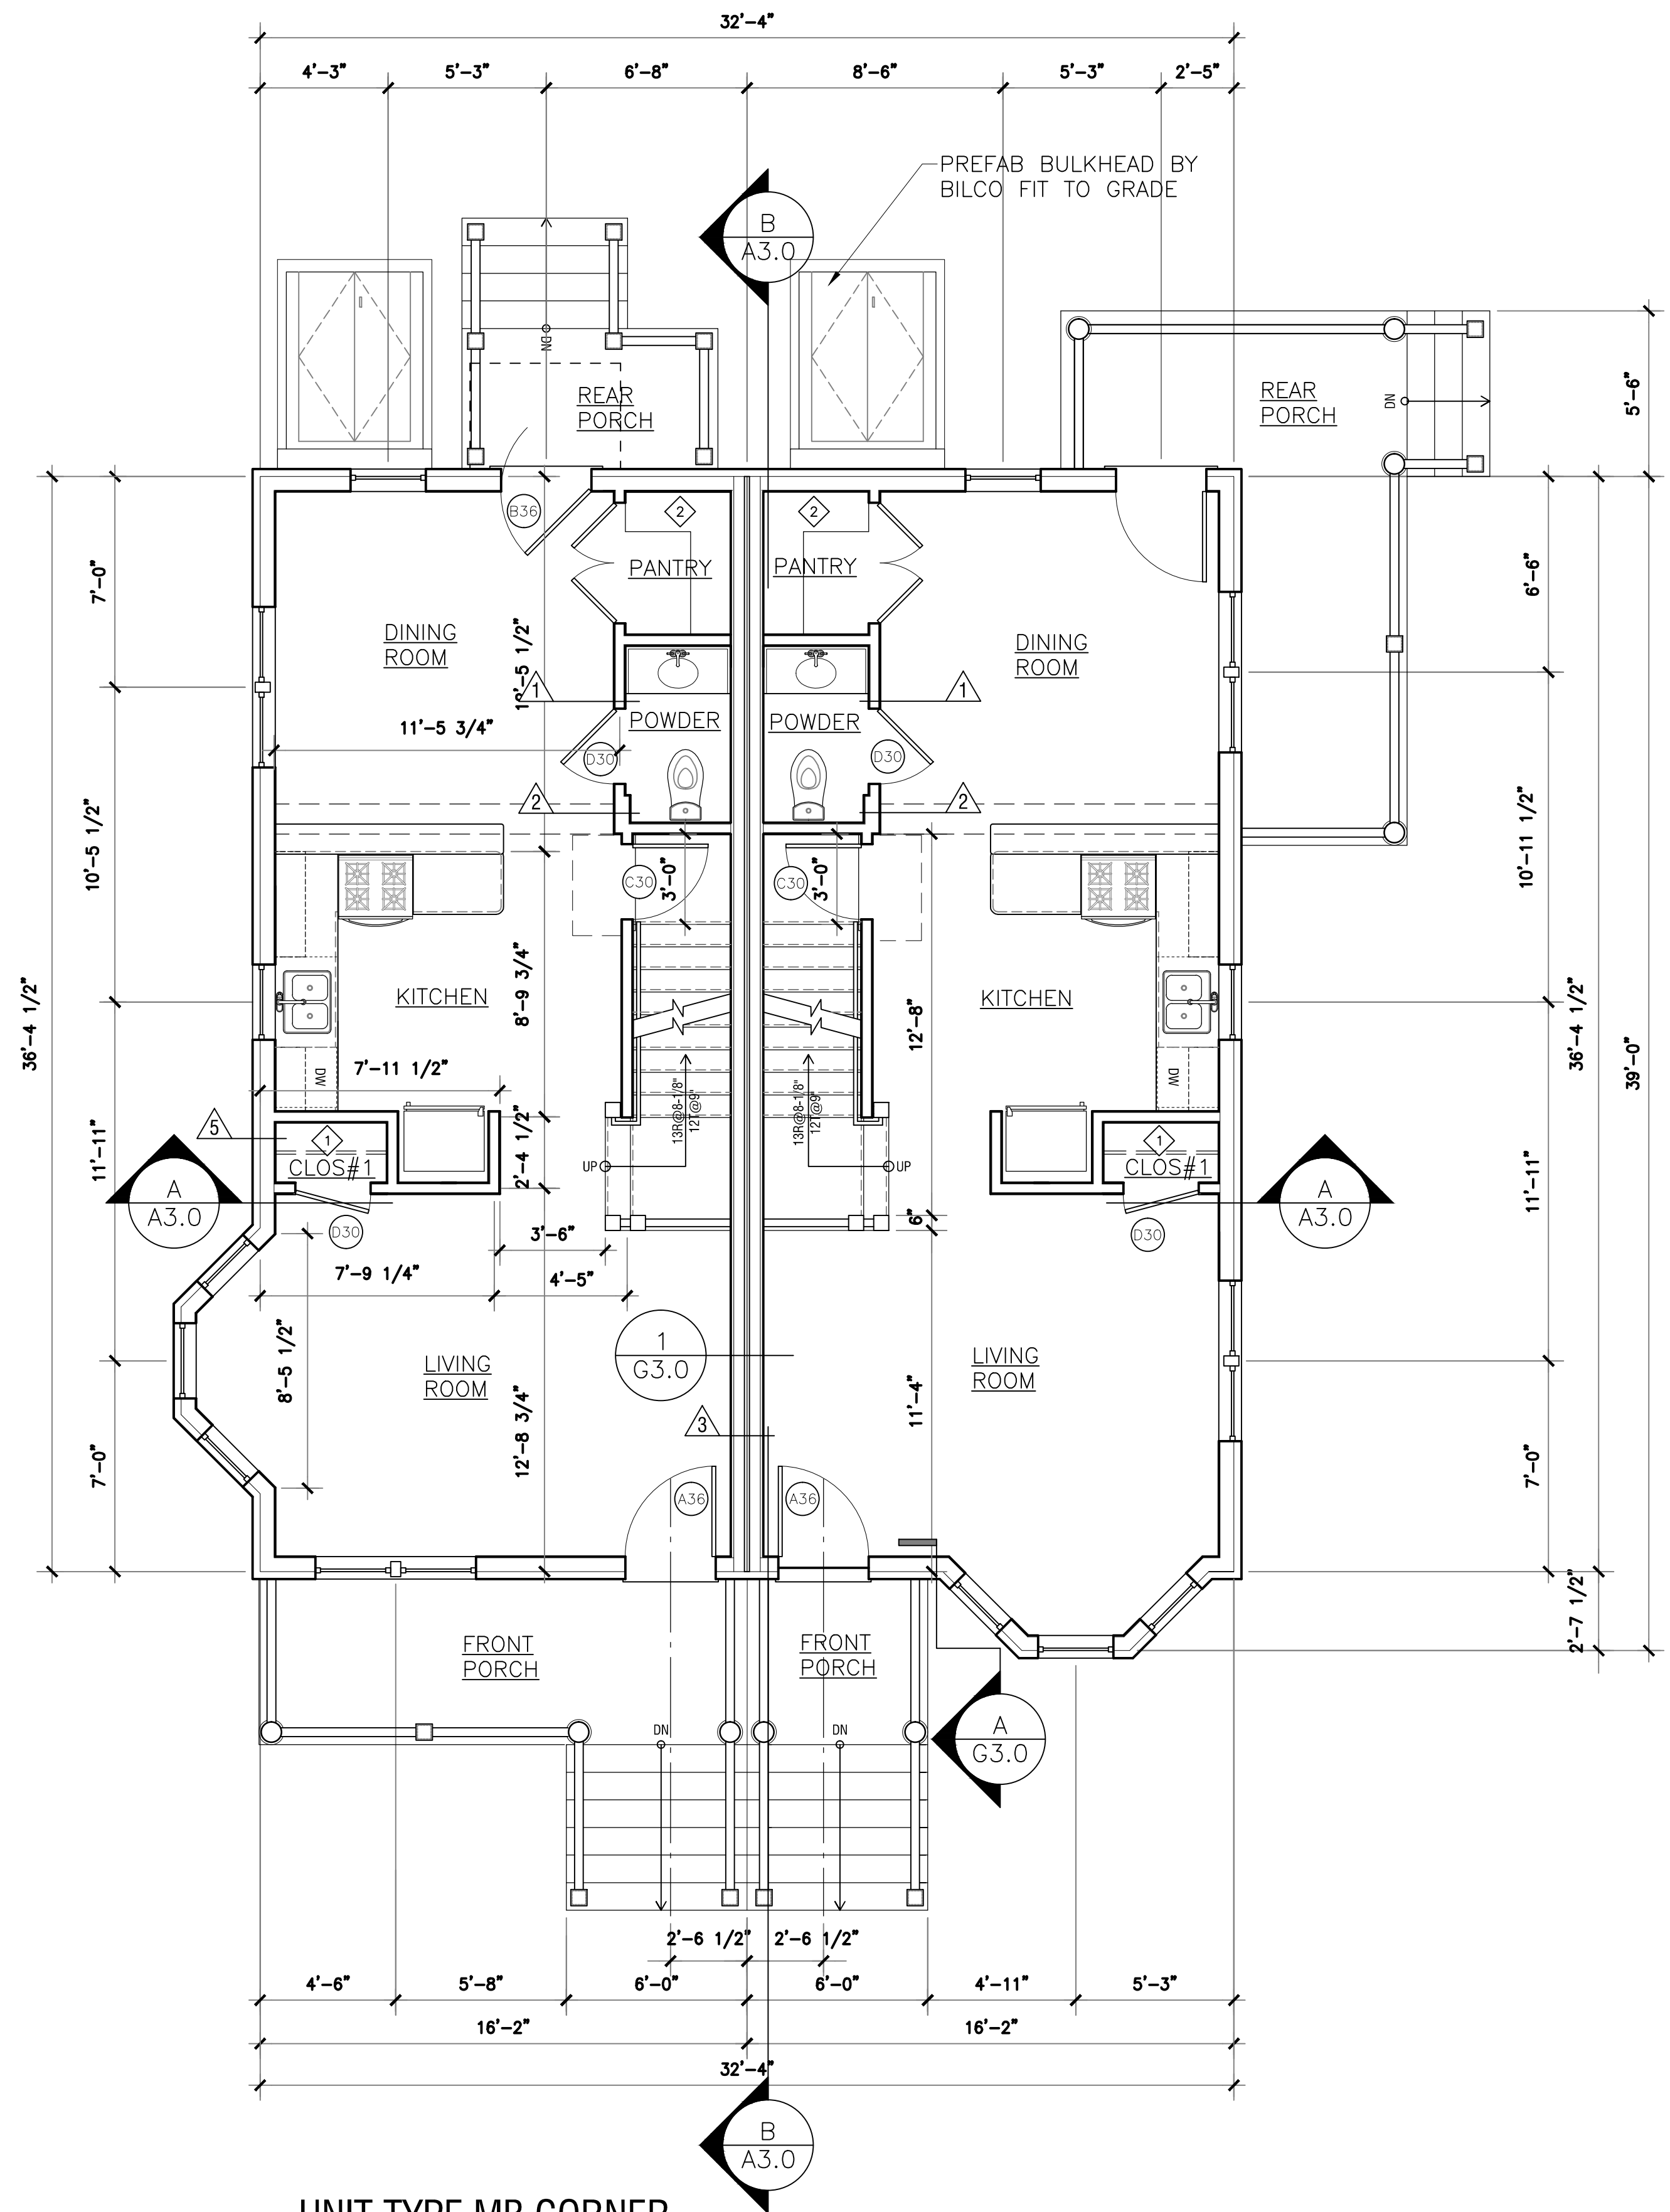 32'-4"
4'-3" 5'-3" 6'-8" 8'-6" 5'-3" 2'-5"
PREFAB BULKHEAD BY
BILCO FIT TO GRADE
B
A3.0
DN
REAR
PORCH
REAR
PORCH
DN
5'-6"
B36
2
2
PANTRY
PANTRY
7'-0"
6'-6"
DINING
ROOM
DINING
ROOM
1
1
11'-5 3/4"
POWDER
POWDER
D30
D30
2
2
10'-5 1/2"
10'-11 1/2"
C30
3'-0"
C30
3'-0"
KITCHEN
KITCHEN
8'-9 3/4"
12'-8"
36'-4 1/2"
36'-4 1/2"
39'-0"
7'-11 1/2"
DW
DW
13R@8-1/8"
12T@9"
13R@8-1/8"
12T@9"
5
1
CLOS#1
1
CLOS#1
2'-4 1/2"
UP
UP
11'-11"
11'-11"
A
A3.0
A
A3.0
D30
D30
6"
3'-6"
7'-9 1/4"
4'-5"
8'-5 1/2"
LIVING
ROOM
LIVING
ROOM
1
G3.0
12'-8 3/4"
11'-4"
3
7'-0"
7'-0"
A36
A36
2'-7 1/2"
FRONT
PORCH
FRONT
PORCH
DN
DN
A
G3.0
2'-6 1/2" 2'-6 1/2"
4'-6" 5'-8" 6'-0" 6'-0" 4'-11" 5'-3"
16'-2" 16'-2"
32'-4"
B
A3.0
UNIT TYPE MB CORNER